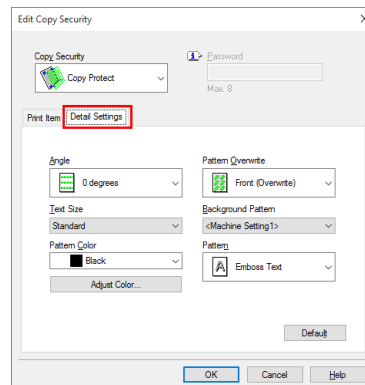 Edit Copy Security
Copy Security
Password
Copy Protect
Max. 8
Print Item
Detail Settings
Angle
Pattern Overwrite
0 degrees
Front (Overwrite)
Text Size
Background Pattern
Standard
<Machine Setting1>
Pattern Color
Pattern
Black
A
Emboss Text
Adjust Color...
Default
OK
Cancel
Help